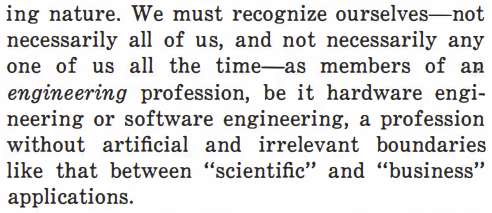 ing nature. We must recognize ourselves—not
necessarily all of us, and not necessarily any
one of us all the time—as members of an
engineering profession, be it hardware engi-
neering or software engineering, a profession
without artificial and irrelevant boundaries
like that between “scientific” and “business”
applications.